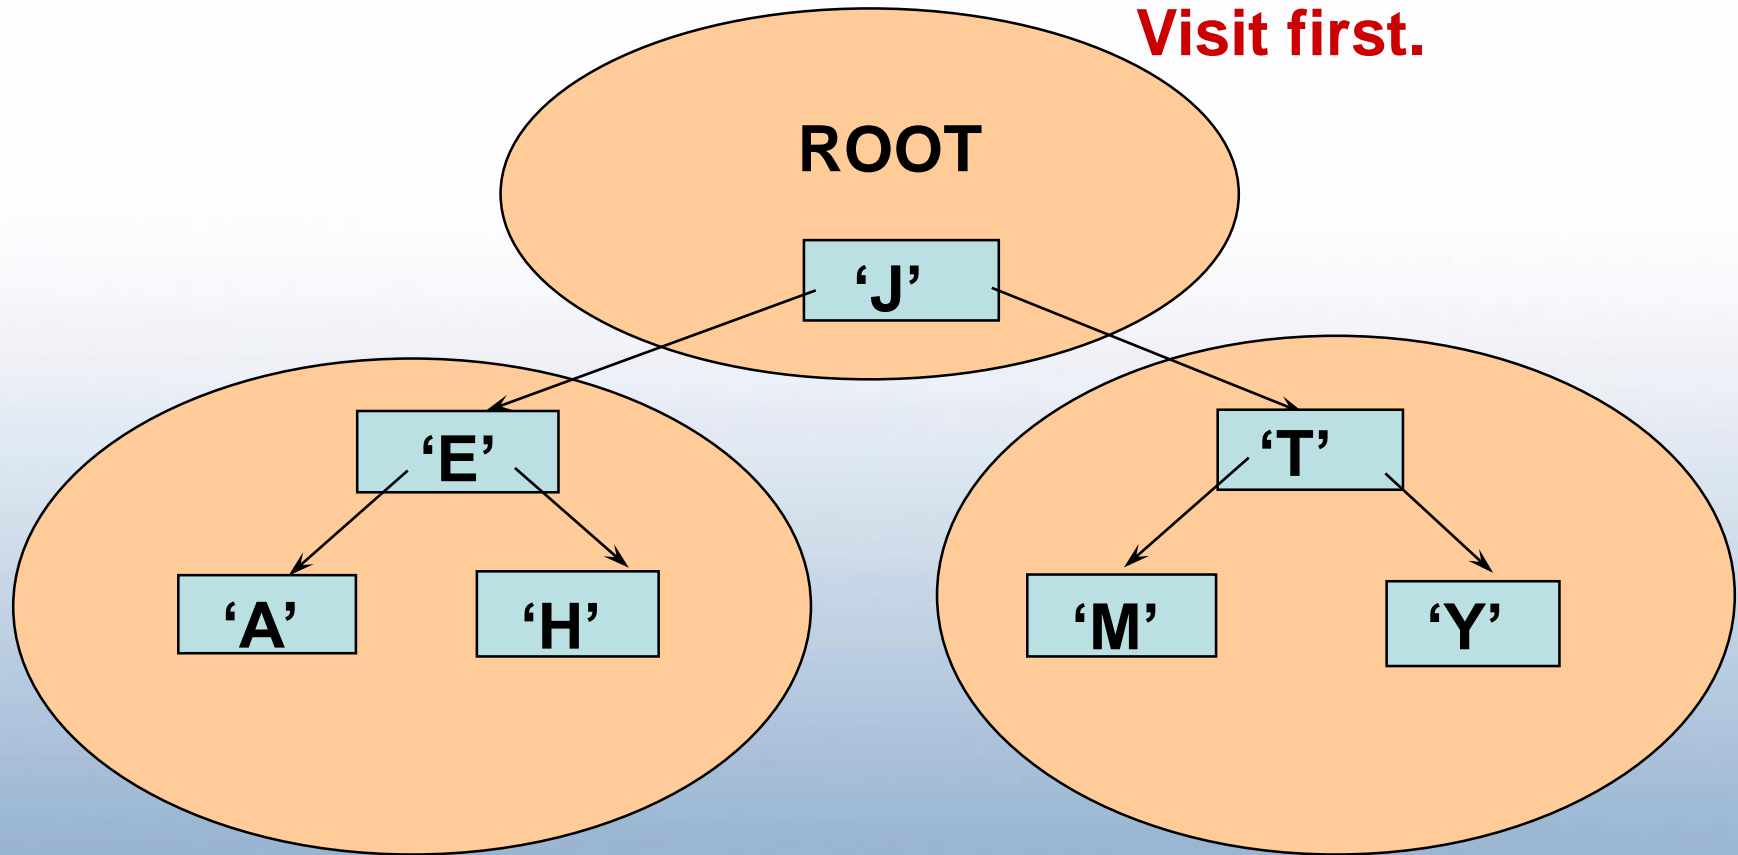 Visit first.
ROOT
‘J’
‘E’
‘T’
‘A’
‘H’
‘M’
‘Y’